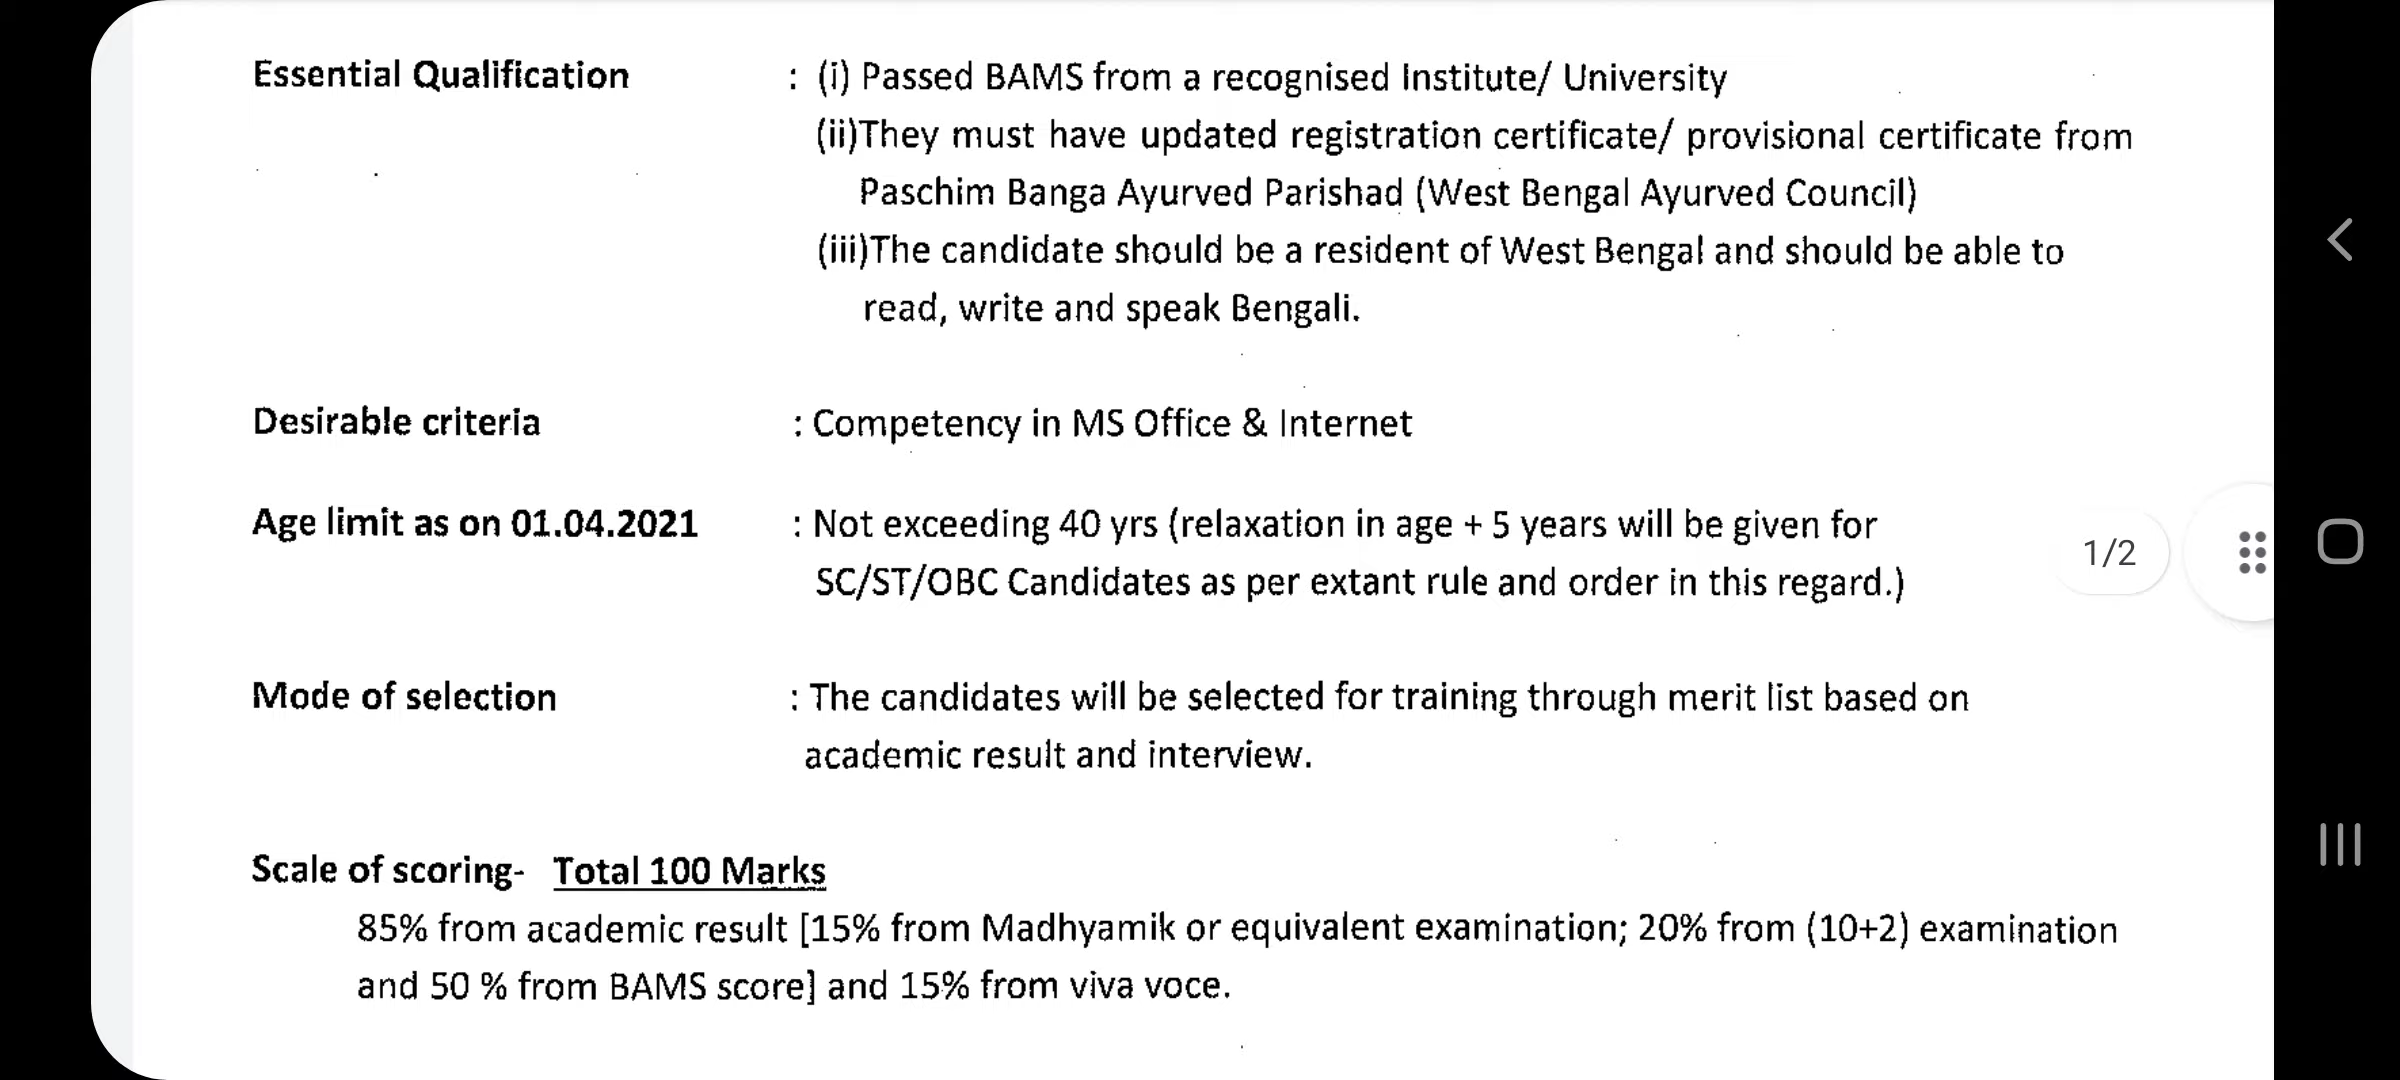 Essential Qualification : (i) Passed BAMS from a recognised Institute/ University
(ii)They must have updated registration certificate/ provisional certificate from
Paschim Banga Ayurved Parishad (West Bengal Ayurved Council)
(iii)The candidate should be a resident of West Bengal and should be able to
read, write and speak Bengali.
Desirable criteria : Competency in MS Office & Internet
Age limit as on 01.04.2021 : Not exceeding 40 yrs (relaxation in age + 5 years will be given for
SC/ST/OBC Candidates as per extant rule and order in this regard.)
1/2
Mode of selection : The candidates will be selected for training through merit list based on
academic result and interview.
Scale of scoring- Total 100 Marks
85% from academic result [15% from Madhyamik or equivalent examination; 20% from (10+2) examination
and 50 % from BAMS score] and 15% from viva voce.